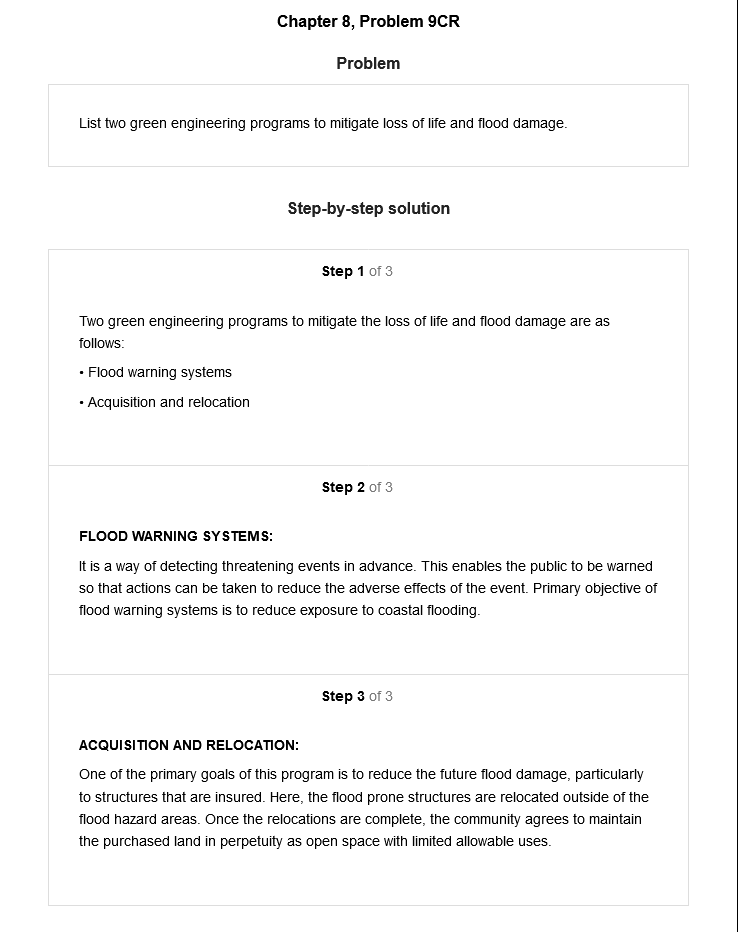 Chapter 8, Problem 9CR
Problem
List two green engineering programs to mitigate loss of life and flood damage.
Step-by-step solution
Step 1 of 3
Two green engineering programs to mitigate the loss of life and flood damage are as
follows:
• Flood warning systems
• Acquisition and relocation
Step 2 of 3
FLOOD WARNING SYSTEMS:
It is a way of detecting threatening events in advance. This enables the public to be warned
so that actions can be taken to reduce the adverse effects of the event. Primary objective of
flood warning systems is to reduce exposure to coastal flooding.
Step 3 of 3
ACQUISITION AND RELOCATION:
One of the primary goals of this program is to reduce the future flood damage, particularly
to structures that are insured. Here, the flood prone structures are relocated outside of the
flood hazard areas. Once the relocations are complete, the community agrees to maintain
the purchased land in perpetuity as open space with limited allowable uses.